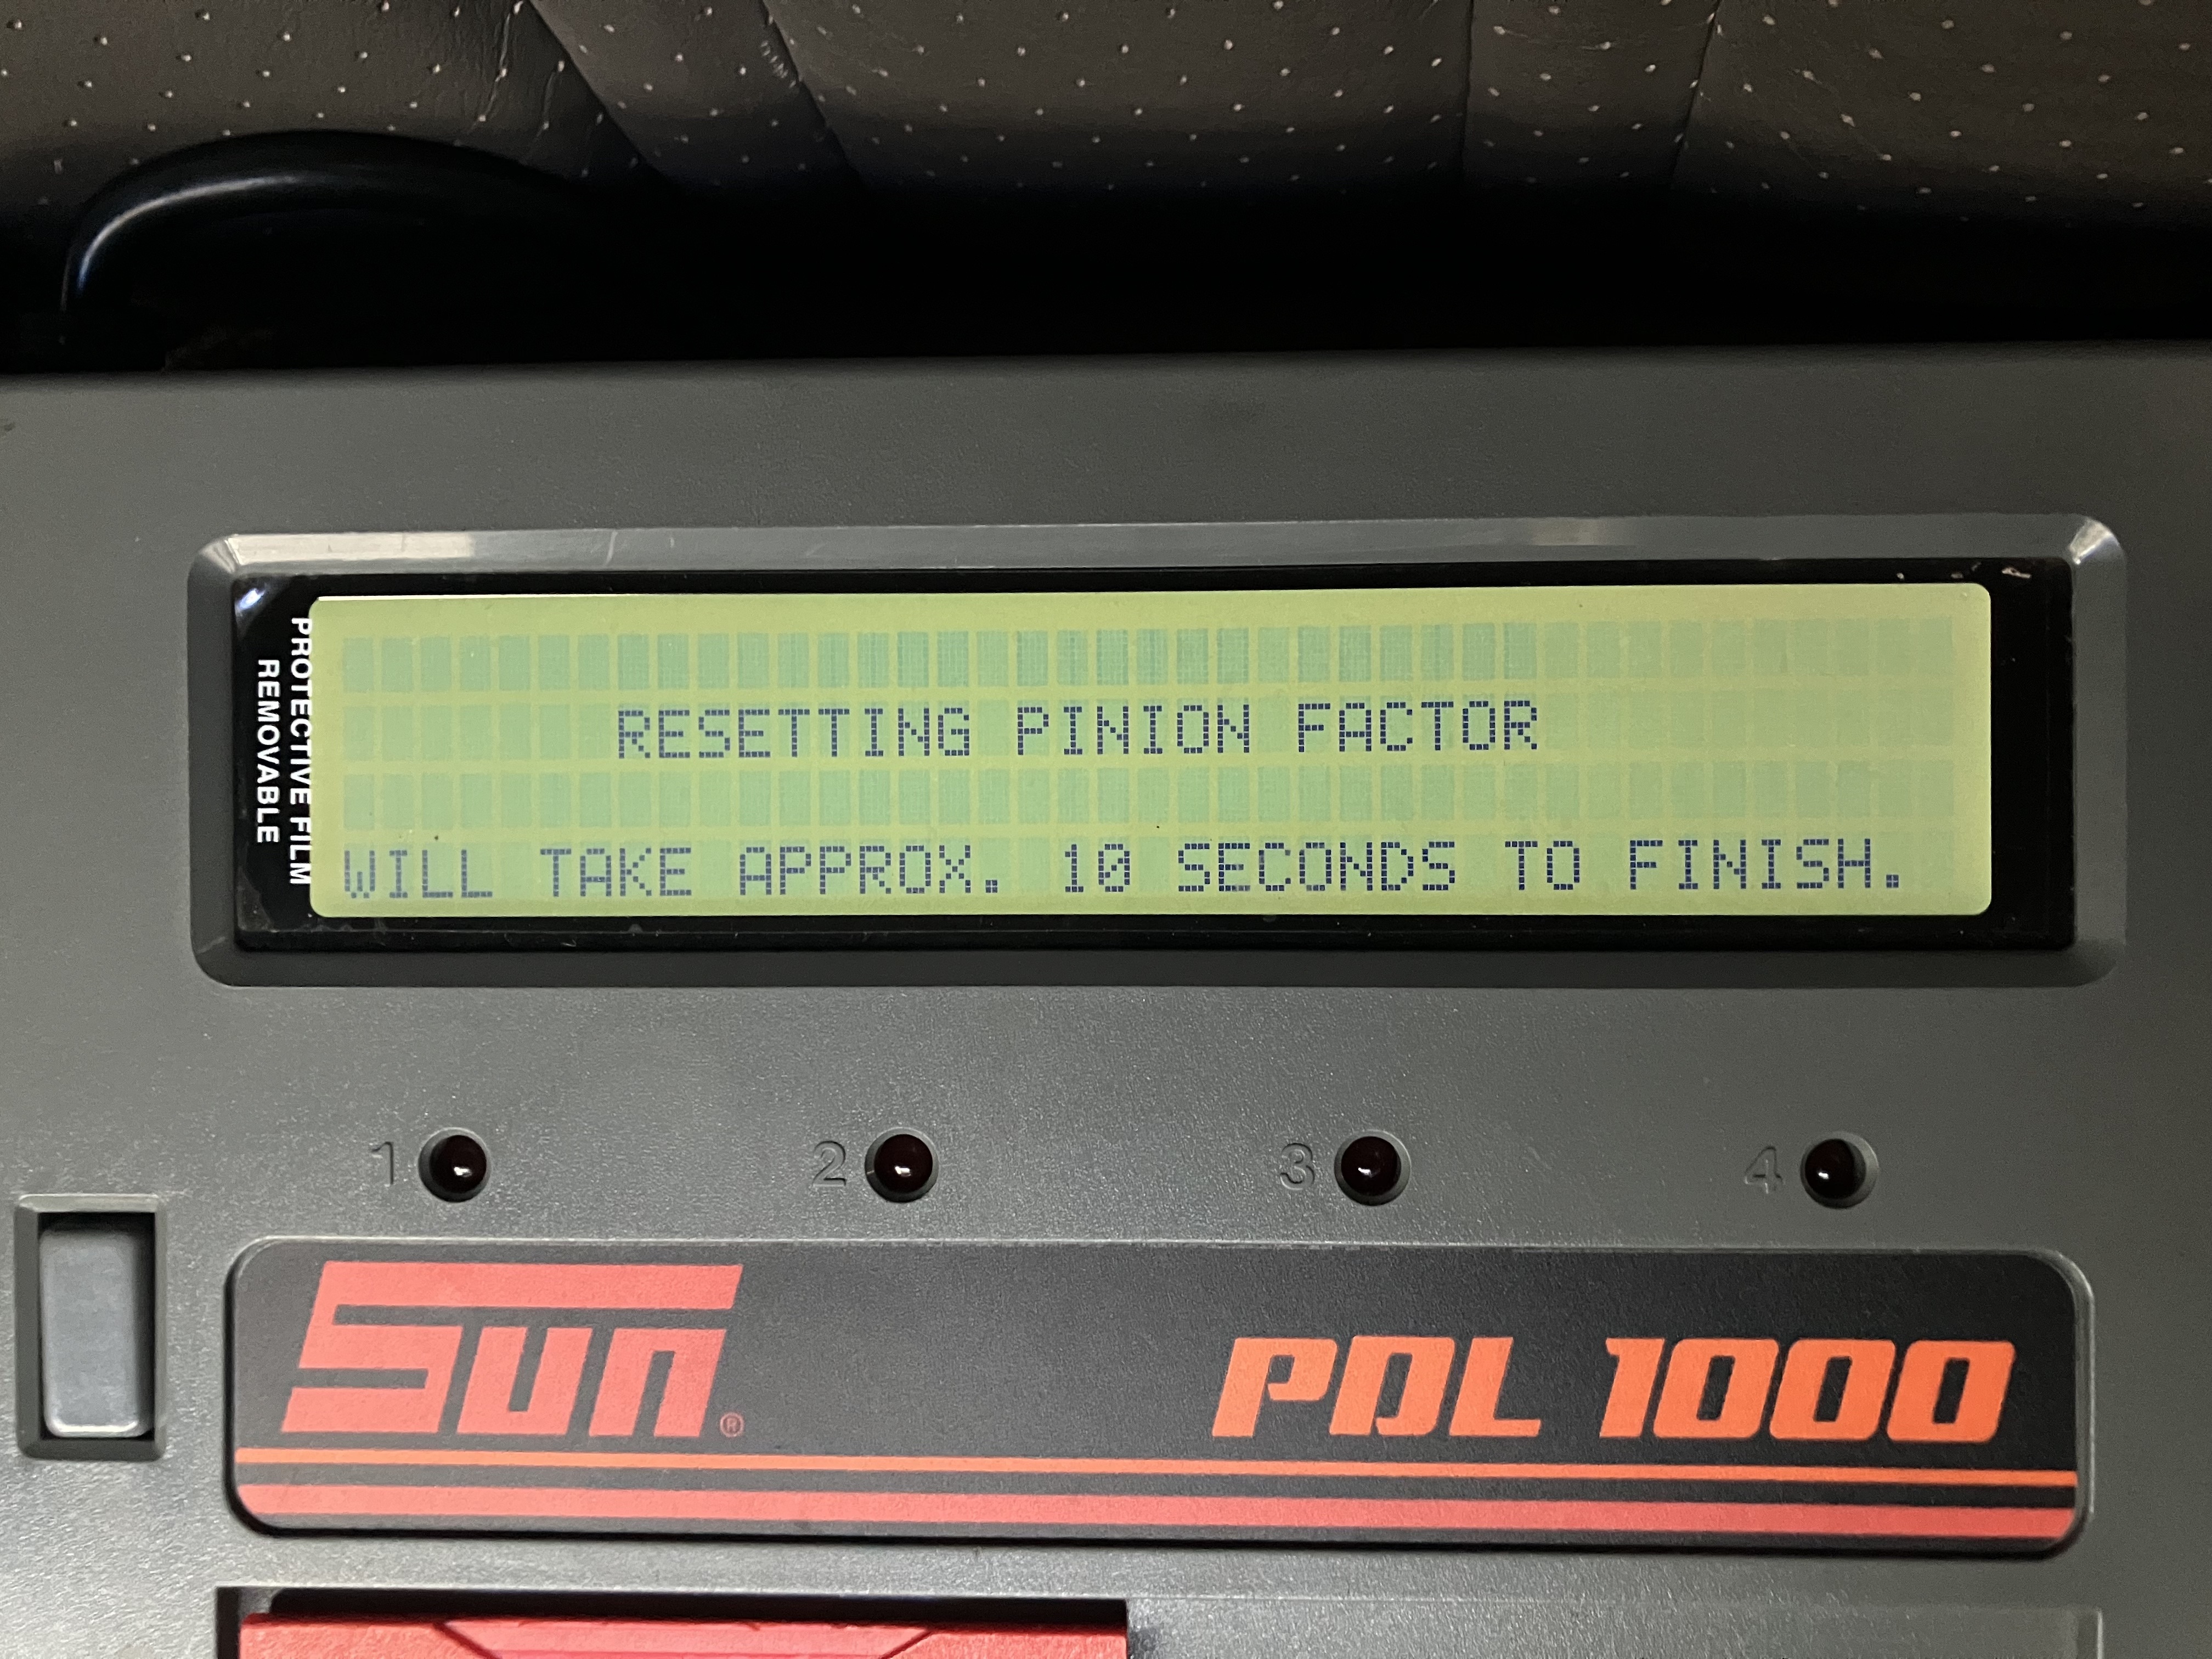 PROTECTIVE FILM
REMOVABLE
RESETTING PINION FACTOR
WILL TAKE APPROX. 10 SECONDS TO FINISH.
1
2
3
4
Sun®
PDL 1000